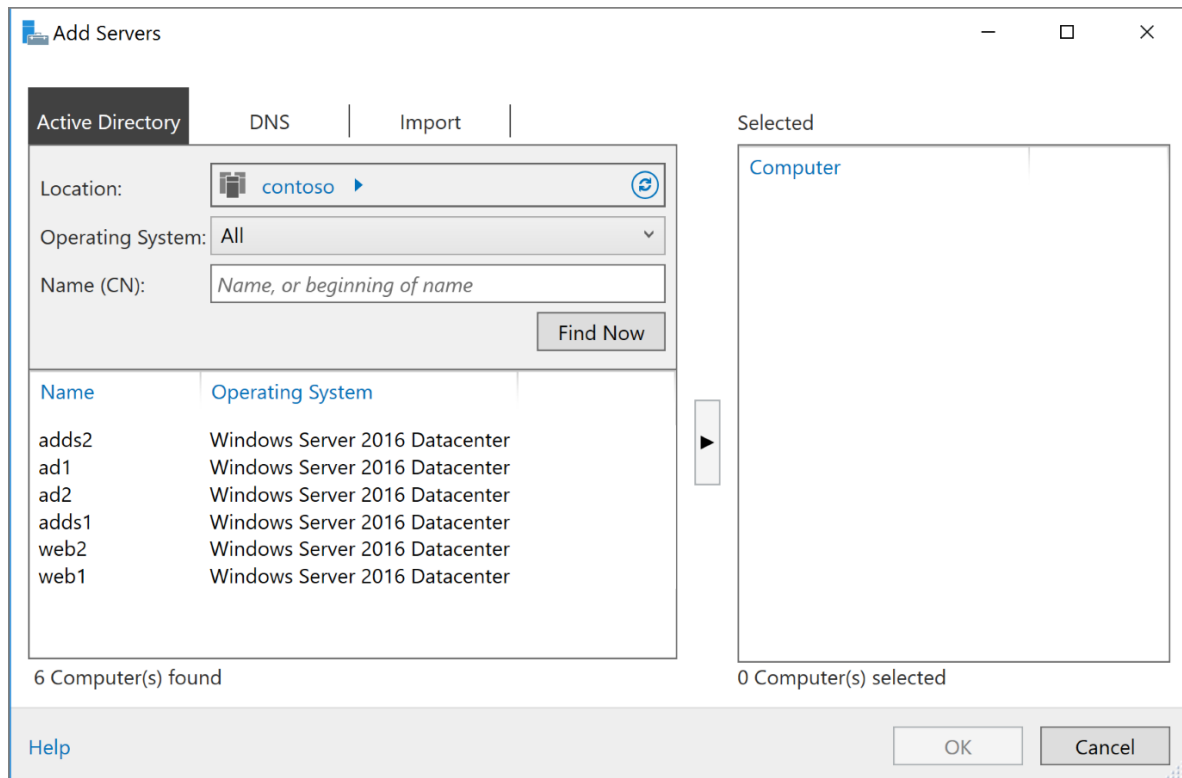 Add Servers
Active Directory DNS Import
Selected
Location: contoso
Operating System: All
Name (CN): Name, or beginning of name
Find Now
Computer
Name Operating System
adds2 Windows Server 2016 Datacenter
ad1 Windows Server 2016 Datacenter
ad2 Windows Server 2016 Datacenter
adds1 Windows Server 2016 Datacenter
web2 Windows Server 2016 Datacenter
web1 Windows Server 2016 Datacenter
6 Computer(s) found
0 Computer(s) selected
Help
OK Cancel